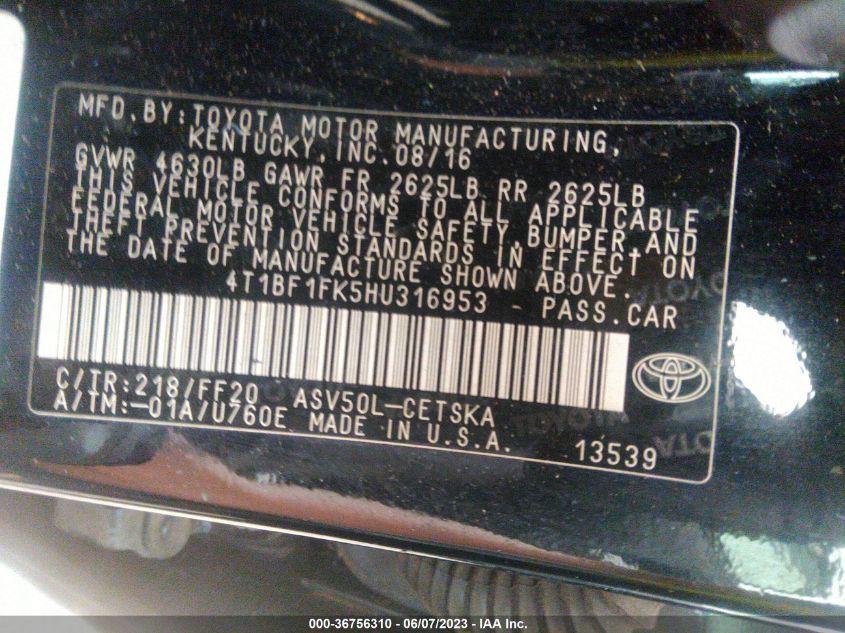 MFD. BY: TOYOTA MOTOR MANUFACTURING,
KENTUCKY, INC. 08/16
GVWR 4630LB GAWR FR 2625LB RR 2625LB
THIS VEHICLE CONFORMS TO ALL APPLICABLE
FEDERAL MOTOR VEHICLE SAFETY, BUMPER, AND
THEFT PREVENTION STANDARDS IN EFFECT ON
THE DATE OF MANUFACTURE SHOWN ABOVE.
4T1BF1FK5HU316953 - PASS. CAR
C/TR: 218/FF20 ASV50L-CETSKA
A/TM: -01A/U760E MADE IN U.S.A.
13539
TOYOTA
000-36756310 - 06/07/2023 - IAA Inc.